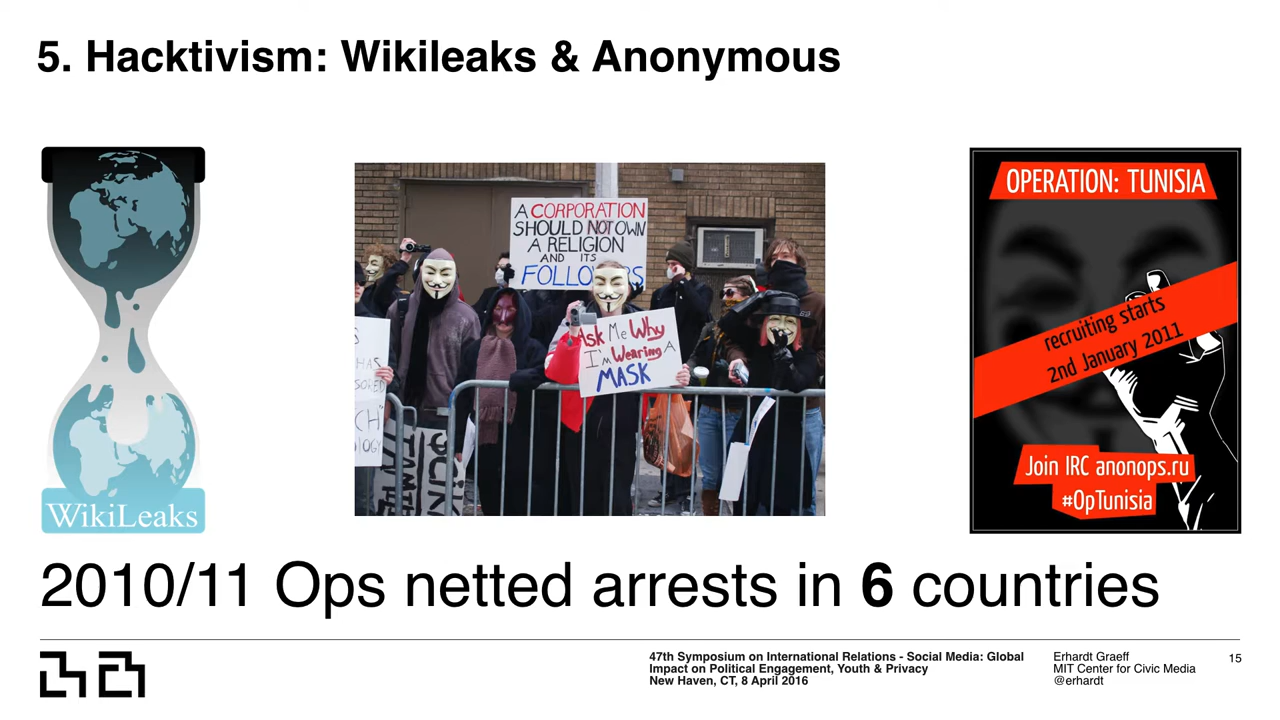 5. Hacktivism: Wikileaks & Anonymous
WikiLeaks
A CORPORATION
SHOULD NOT OWN
A RELIGION
AND ITS
Ask Me Why
I'm Wearing A
MASK
OPERATION: TUNISIA
recruiting starts
2nd January 2011
Join IRC anonops.ru
#OpTunisia
2010/11 Ops netted arrests in 6 countries
47th Symposium on International Relations - Social Media: Global
Impact on Political Engagement, Youth & Privacy
New Haven, CT, 8 April 2016
Erhardt Graeff
MIT Center for Civic Media
@erhardt
15